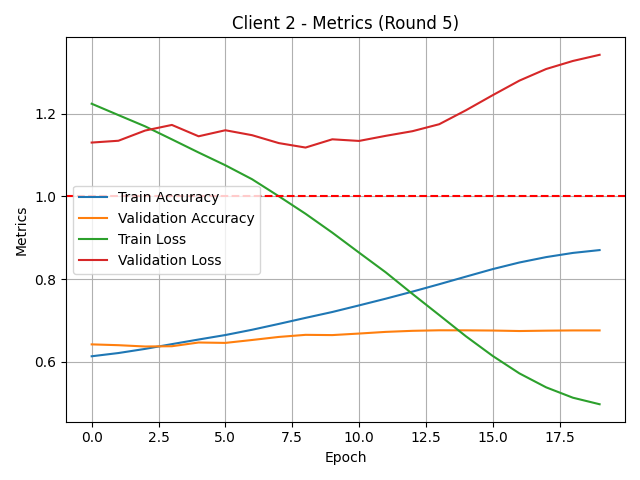 Client 2 - Metrics (Round 5)
Metrics
1.2
1.0
0.8
0.6
Train Accuracy
Validation Accuracy
Train Loss
Validation Loss
0.0 2.5 5.0 7.5 10.0 12.5 15.0 17.5
Epoch